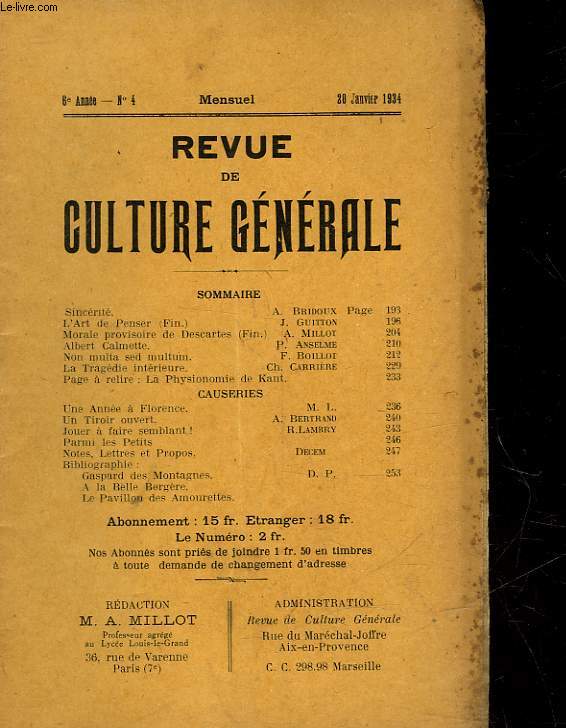 Le-livre.com
6e Année — No 4 Mensuel 20 Janvier 1934
REVUE
DE
CULTURE GÉNÉRALE
SOMMAIRE
Sincérité. A. BRIDOUX Page 193
L'Art de Penser (Fin.) J. GUITTON 196
Morale provisoire de Descartes (Fin.) A. MILLOT 204
Albert Calmette. P. ANSELME 210
Non multa sed multum. F. BOILLOT 212
La Tragédie intérieure. Ch. CARRIÈRE 229
Page à relire : La Physionomie de Kant. 233
CAUSERIES
Une Année à Florence. M. L. 236
Un Tiroir ouvert. A. BERTRAND 240
Jouer à faire semblant ! R. LAMBRY 243
Parmi les Petits 246
Notes, Lettres et Propos. DECEM 247
Bibliographie :
Gaspard des Montagnes. D. P. 253
A la Belle Bergère.
Le Pavillon des Amourettes.
Abonnement : 15 fr. Etranger : 18 fr.
Le Numéro : 2 fr.
Nos Abonnés sont priés de joindre 1 fr. 50 en timbres
à toute demande de changement d'adresse
RÉDACTION
M. A. MILLOT
Professeur agrégé
au Lycée Louis-le-Grand
36, rue de Varenne
Paris (7e)
ADMINISTRATION
Revue de Culture Générale
Rue du Maréchal-Joffre
Aix-en-Provence
C. C. 298.98 Marseille